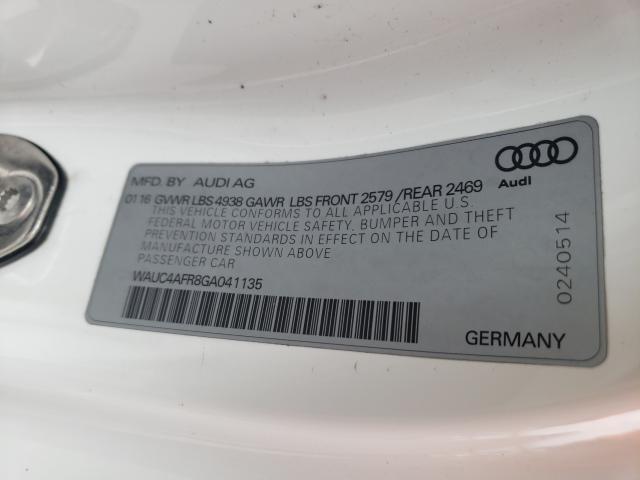 MFD. BY AUDI AG
01 16 GVWR LBS 4938 GAWR LBS FRONT 2579 /REAR 2469
THIS VEHICLE CONFORMS TO ALL APPLICABLE U.S.
FEDERAL MOTOR VEHICLE SAFETY. BUMPER AND THEFT
PREVENTION STANDARDS IN EFFECT ON THE DATE OF
MANUFACTURE SHOWN ABOVE.
PASSENGER CAR
WAUC4AFR8GA041135
Audi
0240514
GERMANY